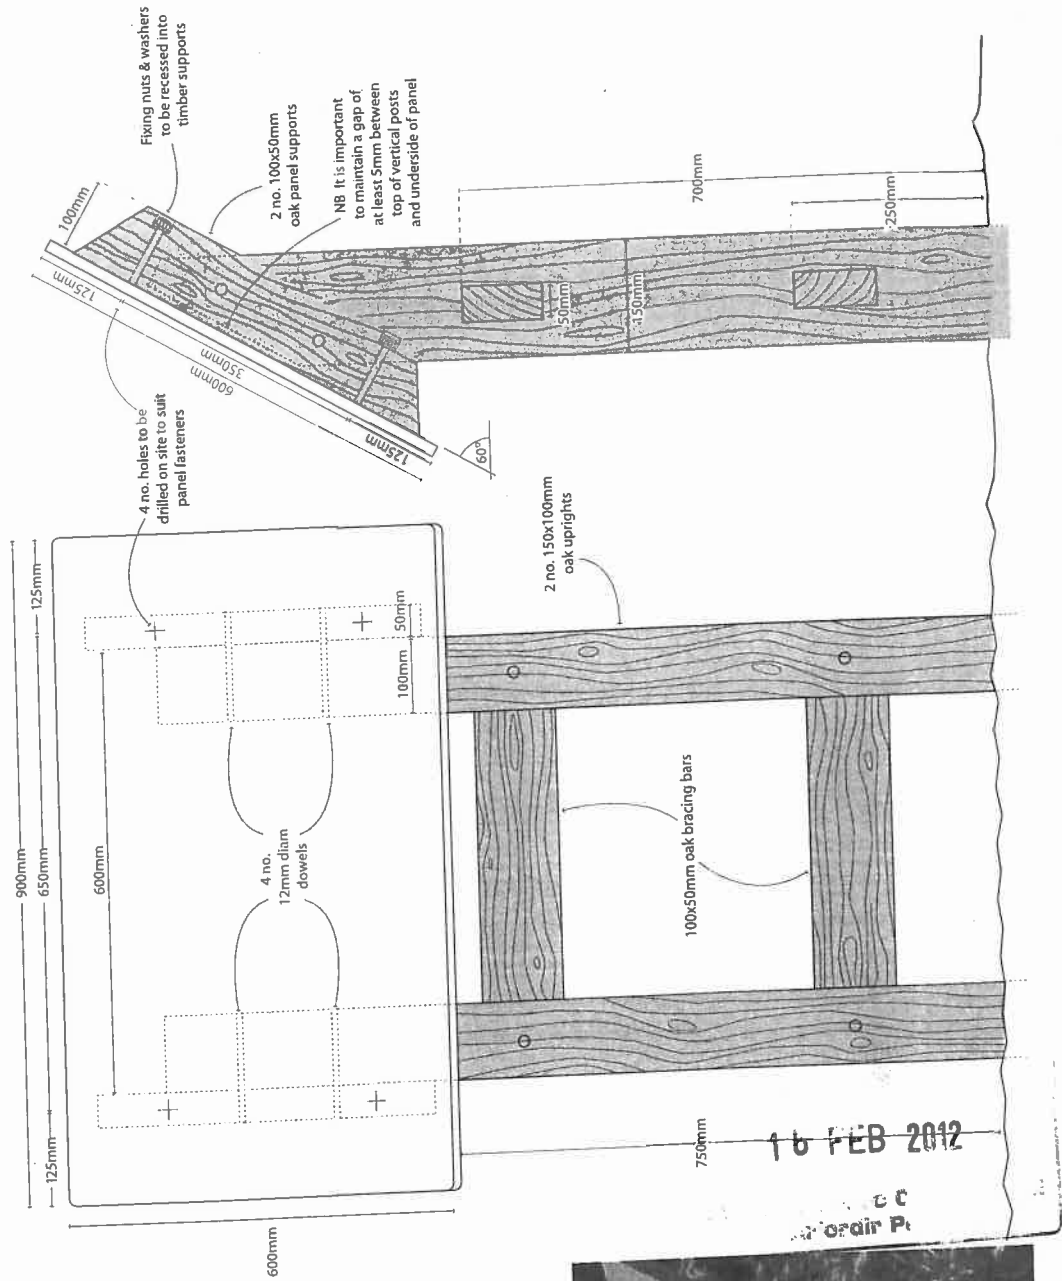 900mm
125mm
650mm
125mm
600mm
600mm
4 no.
12mm diam
dowels
100mm
50mm
4 no. holes to be
drilled on site to suit
panel fasteners
Fixing nuts & washers
to be recessed into
timber supports
100mm
2 no. 100x50mm
oak panel supports
NB It is important
to maintain a gap of
at least 5mm between
top of vertical posts
and underside of panel
125mm
350mm
600mm
125mm
60°
2 no. 150x100mm
oak uprights
100x50mm oak bracing bars
50mm
150mm
700mm
250mm
750mm
16 FEB 2012